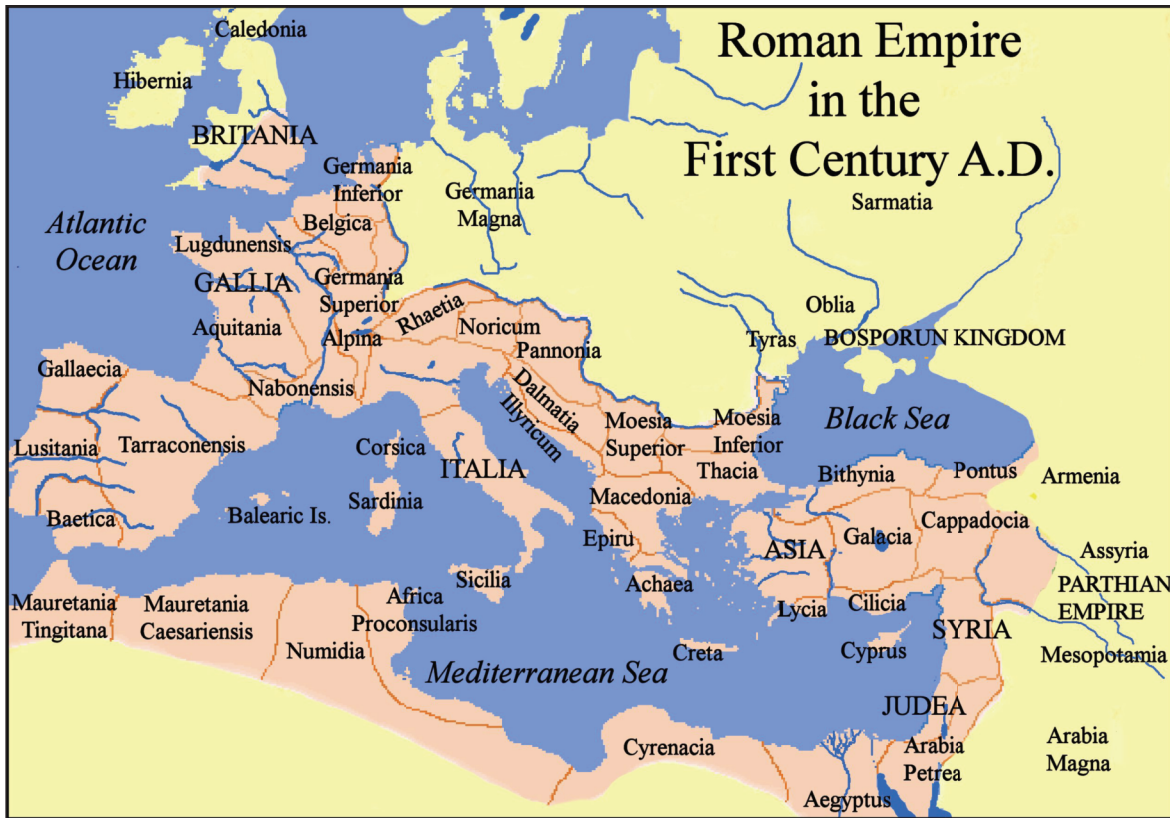 Roman Empire
in the
First Century A.D.
Caledonia
Hibernia
BRITANIA
Atlantic
Ocean
Germania
Inferior
Belgica
Lugdunensis
GALLIA
Germania
Superior
Aquitania
Alpina
Nabonensis
Germania
Magna
Sarmatia
Rhaetia
Noricum
Pannonia
Oblia
Tyras
BOSPORUN KINGDOM
Gallaecia
Lusitania
Tarraconensis
Baetica
Balearic Is.
Corsica
Sardinia
ITALIA
Sicilia
Dalmatia
Illyricum
Moesia
Superior
Moesia
Inferior
Thacia
Macedonia
Epiru
Achaea
Black Sea
Bithynia
Pontus
Armenia
ASIA
Galacia
Cappadocia
Lycia
Cilicia
Assyria
PARTHIAN
EMPIRE
Mesopotamia
SYRIA
Cyprus
Creta
Mauretania
Tingitana
Mauretania
Caesariensis
Numidia
Africa
Proconsularis
Mediterranean Sea
Cyrenacia
JUDEA
Arabia
Petrea
Aegyptus
Arabia
Magna